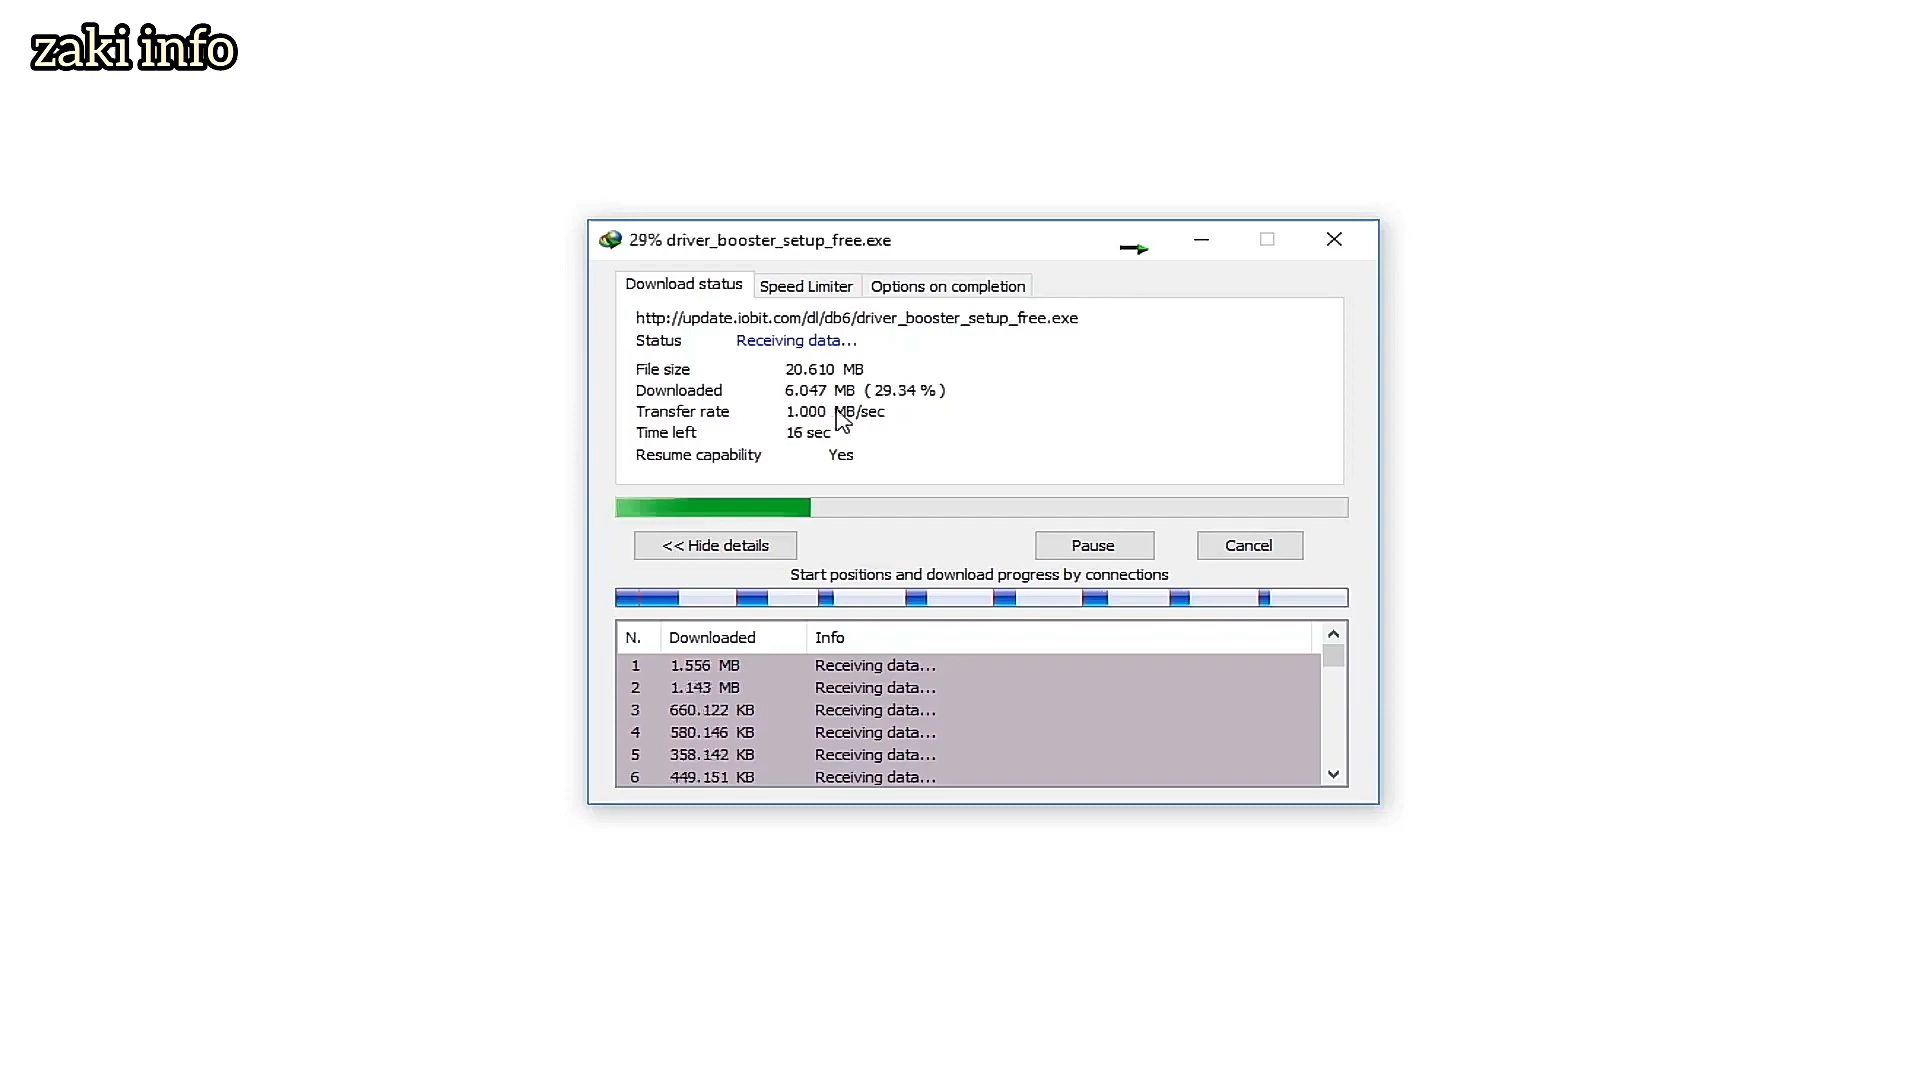 zaki info
29% driver_booster_setup_free.exe
Download status Speed Limiter Options on completion
http://update.iobit.com/dl/db6/driver_booster_setup_free.exe
Status Receiving data...
File size 20.610 MB
Downloaded 6.047 MB ( 29.34 % )
Transfer rate 1.000 MB/sec
Time left 16 sec
Resume capability Yes
<< Hide details Pause Cancel
Start positions and download progress by connections
N. Downloaded Info
1 1.556 MB Receiving data...
2 1.143 MB Receiving data...
3 660.122 KB Receiving data...
4 580.146 KB Receiving data...
5 358.142 KB Receiving data...
6 449.151 KB Receiving data...